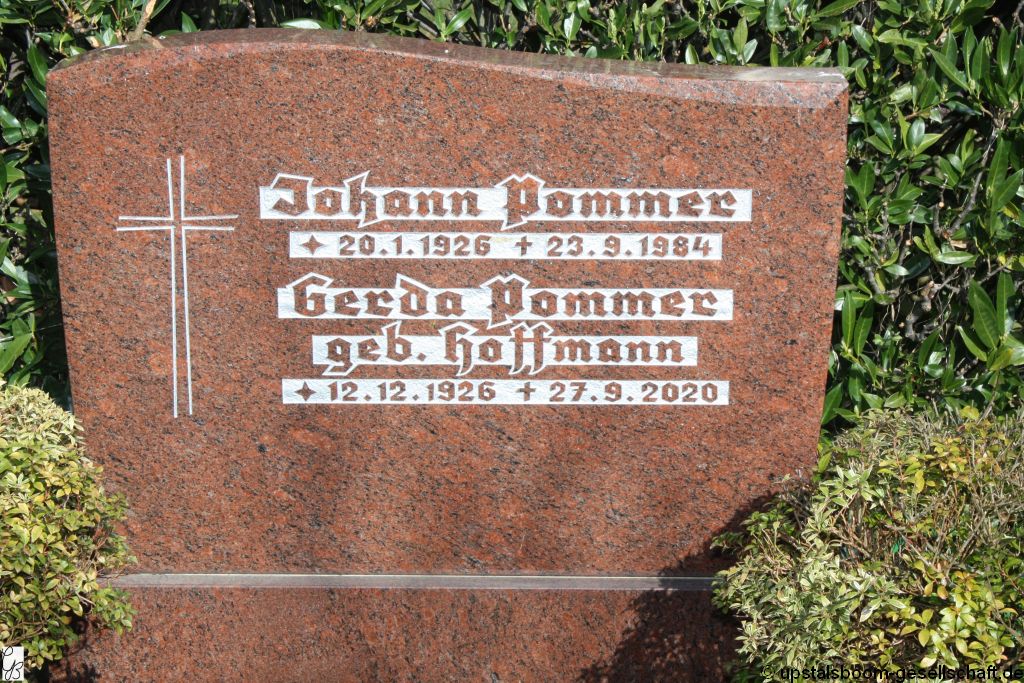 Johann Pommer
✦ 20.1.1926 ✝ 23.9.1984
Gerda Pommer
geb. Hoffmann
✦ 12.12.1926 ✝ 27.9.2020
GB
© upstalsboom-gesellschaft.de